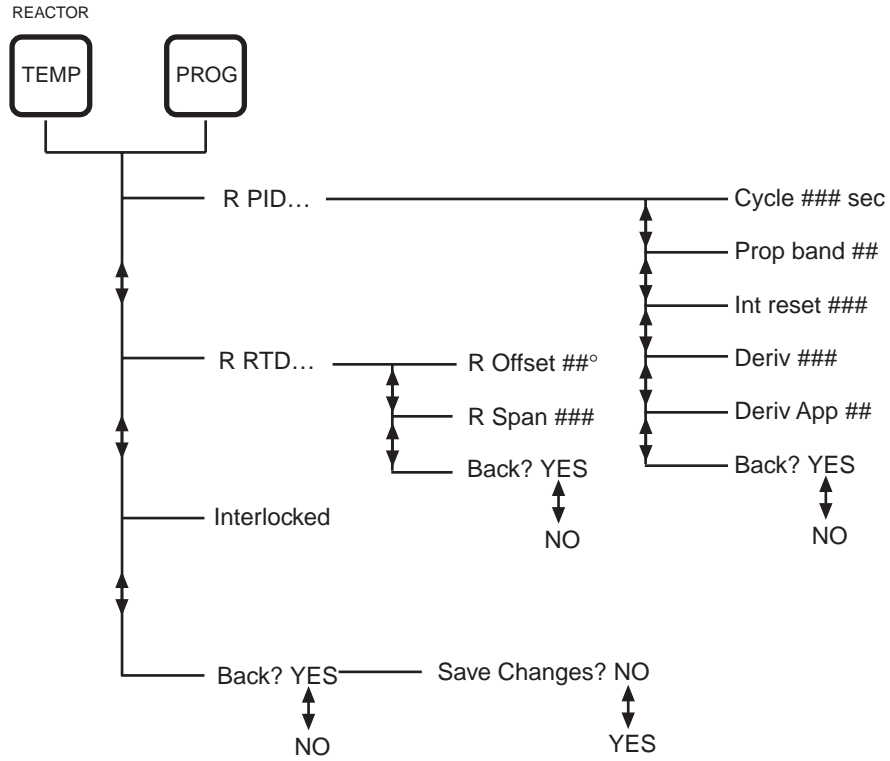 REACTOR
TEMP
PROG
R PID…
Cycle ### sec
Prop band ##
Int reset ###
Deriv ###
Deriv App ##
Back? YES
NO
R RTD…
R Offset ##°
R Span ###
Back? YES
NO
Interlocked
Back? YES
NO
Save Changes? NO
YES